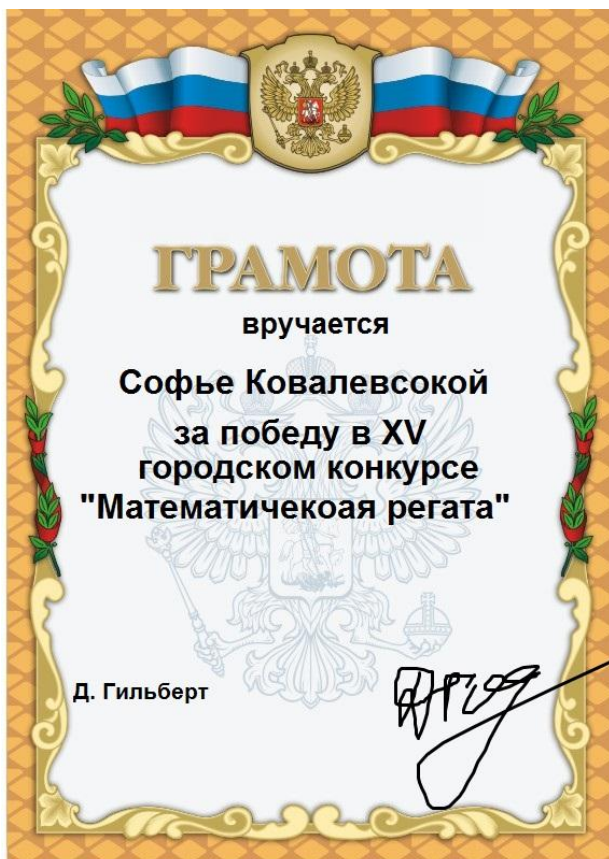 ГРАМОТА
вручается
Софье Ковалевсокой
за победу в XV
городском конкурсе
"Математичекоая регата"
Д. Гильберт